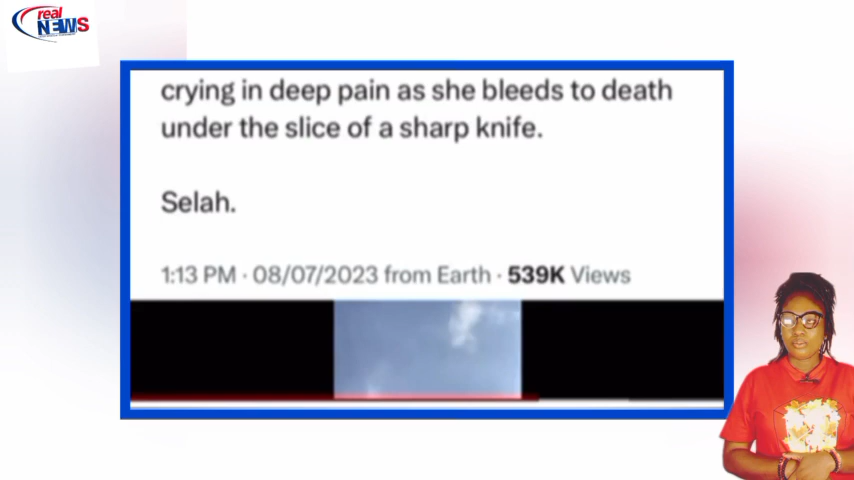 real
NEWS
crying in deep pain as she bleeds to death
under the slice of a sharp knife.
Selah.
1:13 PM · 08/07/2023 from Earth · 539K Views